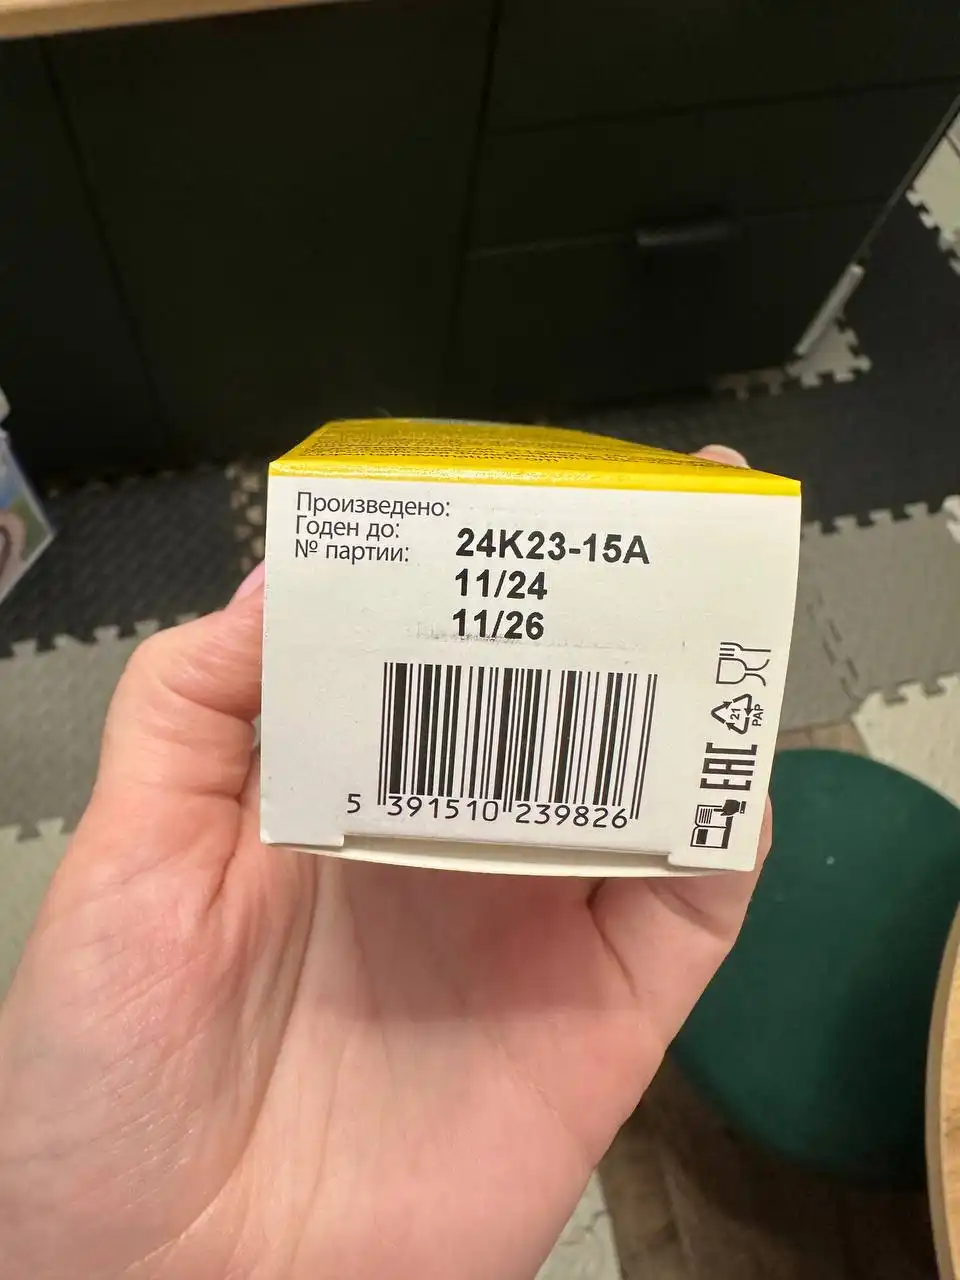 Произведено:
Годен до:
№ партии:
24K23-15A
11/24
11/26
5 391510 239826
21
PAP
EAC